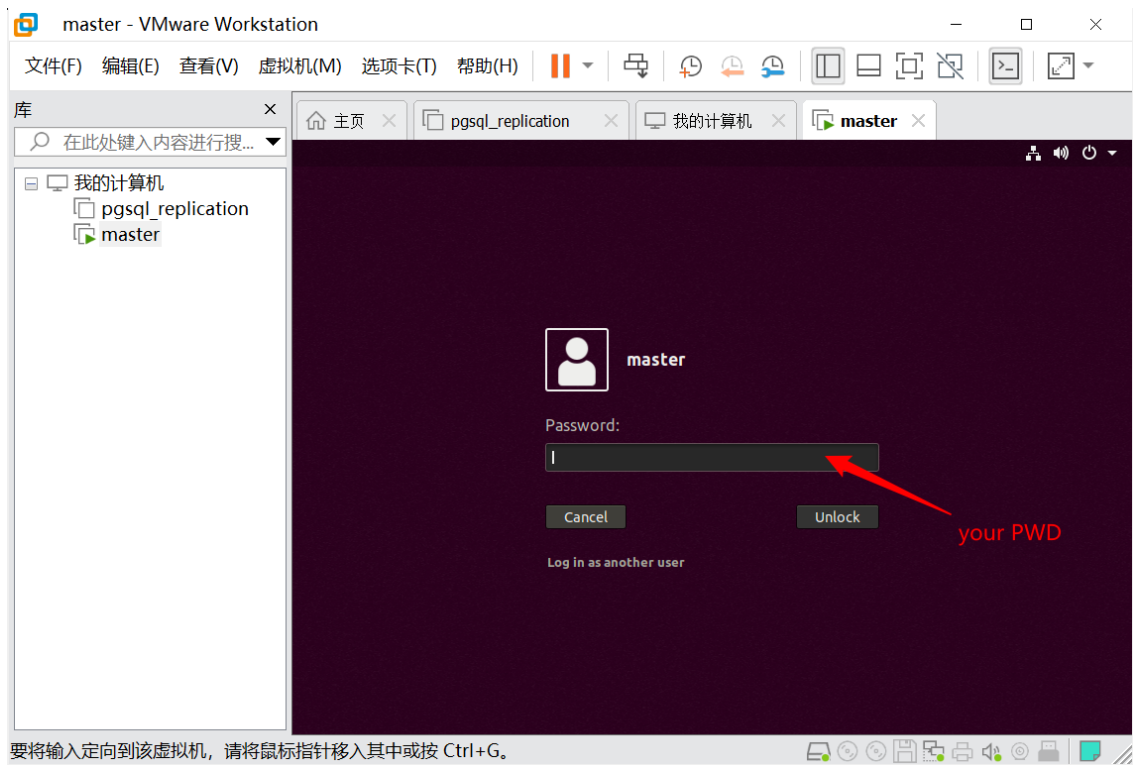 master - VMware Workstation
文件(F) 编辑(E) 查看(V) 虚拟机(M) 选项卡(T) 帮助(H)
库
在此处键入内容进行搜...
我的计算机
pgsql_replication
master
主页
pgsql_replication
我的计算机
master
master
Password:
Cancel
Unlock
your PWD
Log in as another user
要将输入定向到该虚拟机，请将鼠标指针移入其中或按 Ctrl+G。